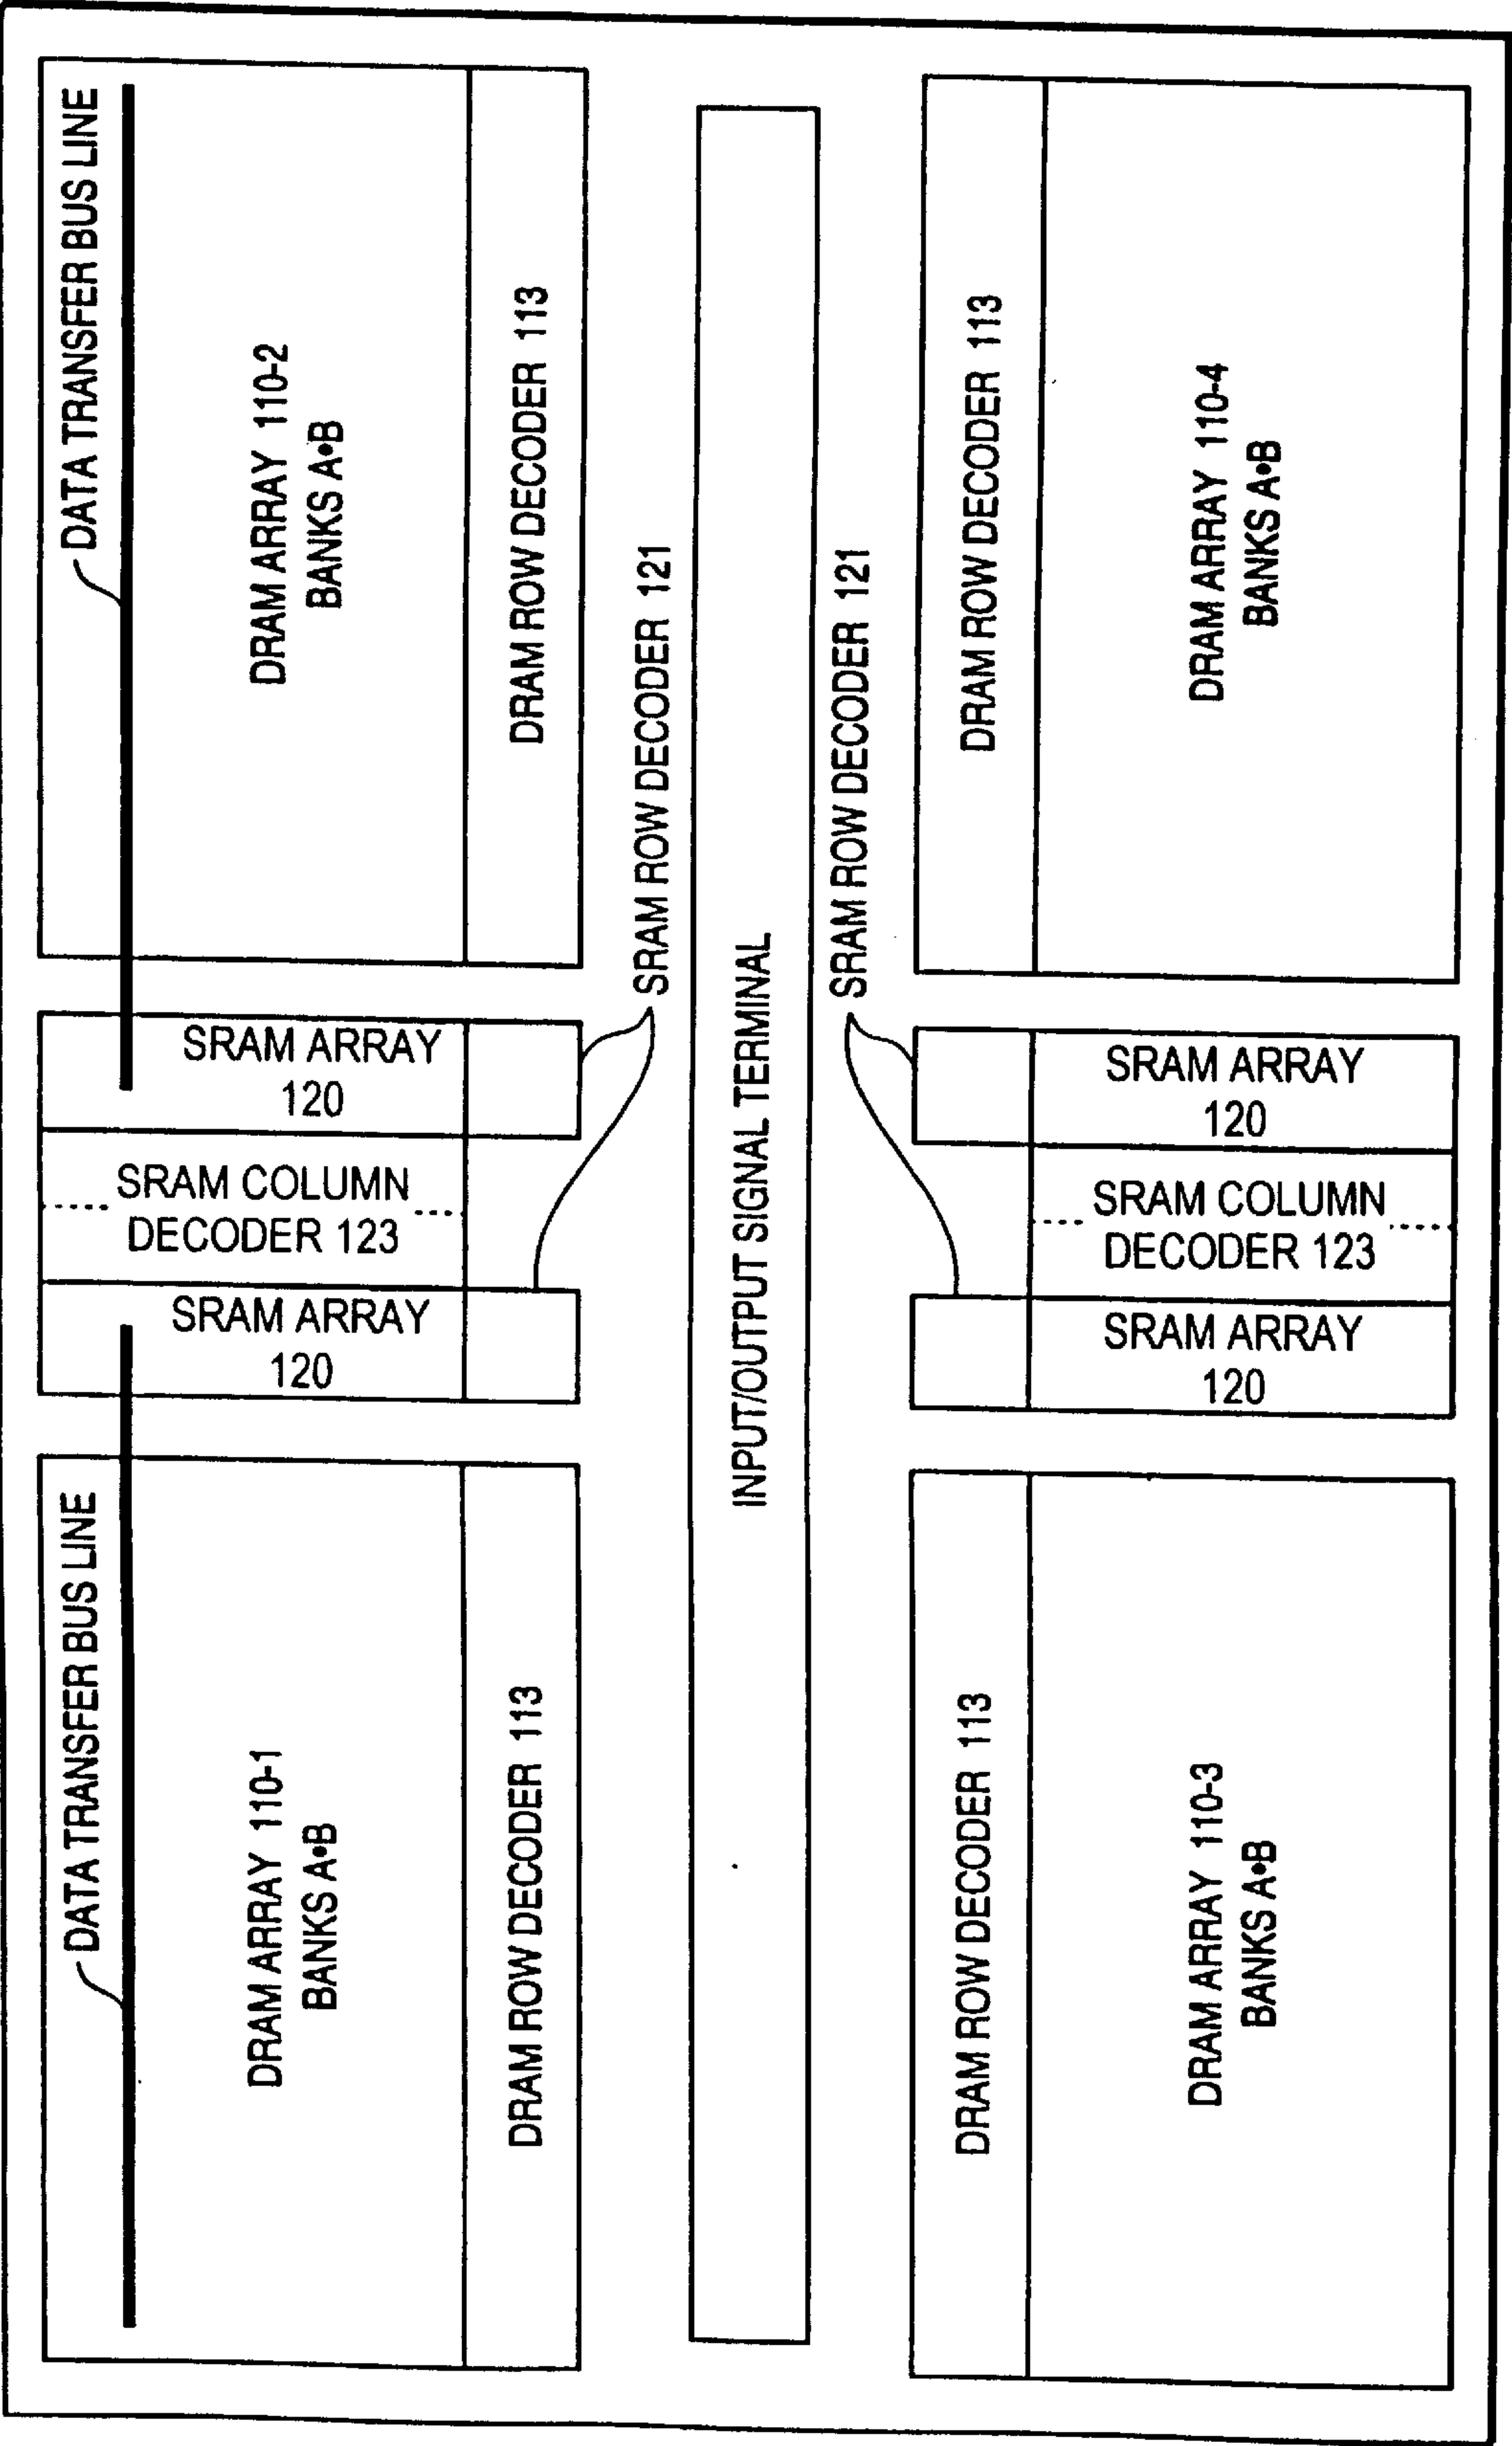 DATA TRANSFER BUS LINE
DRAM ARRAY 110-2
BANKS A•B
DRAM ROW DECODER 113
SRAM ROW DECODER 121
SRAM ROW DECODER 121
DRAM ROW DECODER 113
DRAM ARRAY 110-4
BANKS A•B
SRAM ARRAY
120
SRAM COLUMN
DECODER 123
SRAM ARRAY
120
INPUT/OUTPUT SIGNAL TERMINAL
SRAM ARRAY
120
SRAM COLUMN
DECODER 123
SRAM ARRAY
120
DATA TRANSFER BUS LINE
DRAM ARRAY 110-1
BANKS A•B
DRAM ROW DECODER 113
DRAM ROW DECODER 113
DRAM ARRAY 110-3
BANKS A•B